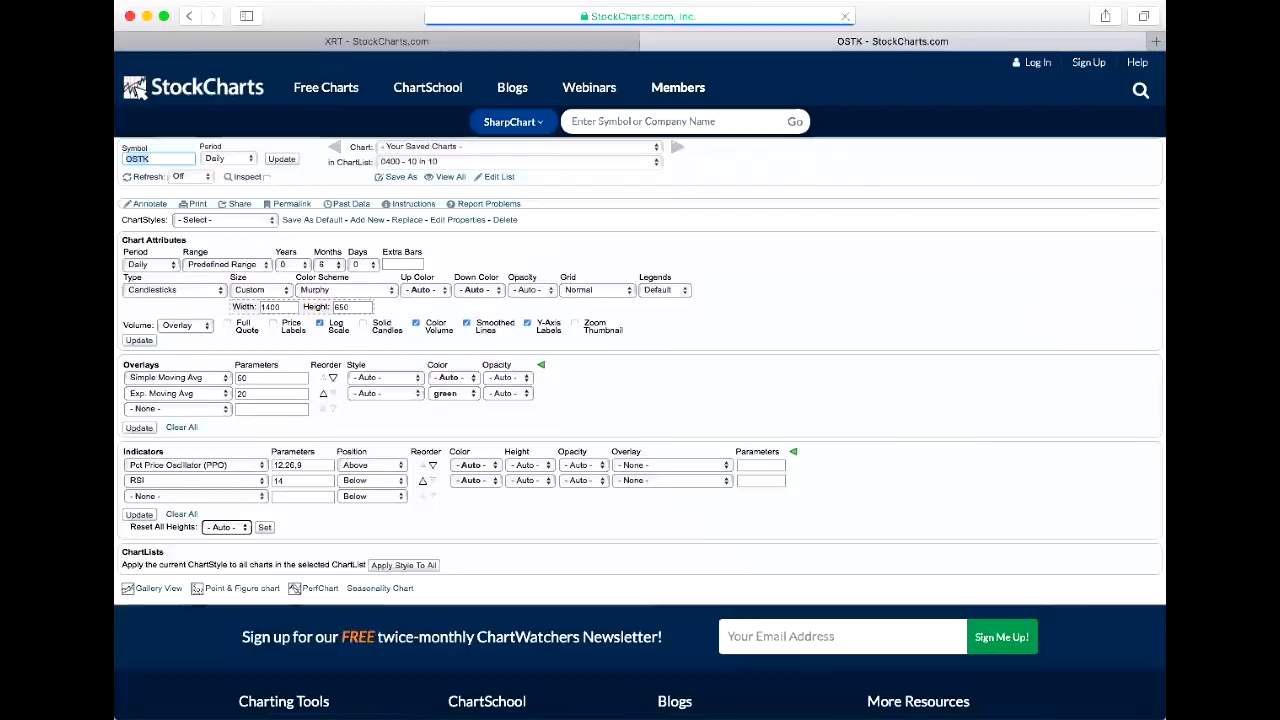 StockCharts.com, Inc.
XRT - StockCharts.com
OSTK - StockCharts.com
Log In Sign Up Help
StockCharts Free Charts ChartSchool Blogs Webinars Members
SharpChart Enter Symbol or Company Name Go
Symbol Period Chart: - Your Saved Charts -
OSTK Daily Update in ChartList: 0400 - 10 in 10
Refresh: Off Inspect Save As View All Edit List
Annotate Print Share Permalink Past Data Instructions Report Problems
ChartStyles: - Select - Save As Default - Add New - Replace - Edit Properties - Delete
Chart Attributes
Period Range Years Months Days Extra Bars
Daily Predefined Range 0 6 0
Type Size Color Scheme Up Color Down Color Opacity Grid Legends
Candlesticks Custom Murphy - Auto - - Auto - - Auto - Normal Default
Width: 1400 Height: 650
Volume: Overlay Full Quote Price Labels Log Scale Solid Candles Color Volume Smoothed Lines Y-Axis Labels Zoom Thumbnail
Update
Overlays Parameters Reorder Style Color Opacity
Simple Moving Avg 50 - Auto - - Auto - - Auto -
Exp. Moving Avg 20 - Auto - green - Auto -
- None -
Update Clear All
Indicators Parameters Position Reorder Color Height Opacity Overlay Parameters
Pct Price Oscillator (PPO) 12,26,9 Above - Auto - - Auto - - Auto - - None -
RSI 14 Below - Auto - - Auto - - Auto - - None -
- None - Below
Update Clear All
Reset All Heights: - Auto - Set
ChartLists
Apply the current ChartStyle to all charts in the selected ChartList Apply Style To All
Gallery View Point & Figure chart PerfChart Seasonality Chart
Sign up for our FREE twice-monthly ChartWatchers Newsletter! Your Email Address Sign Me Up!
Charting Tools ChartSchool Blogs More Resources